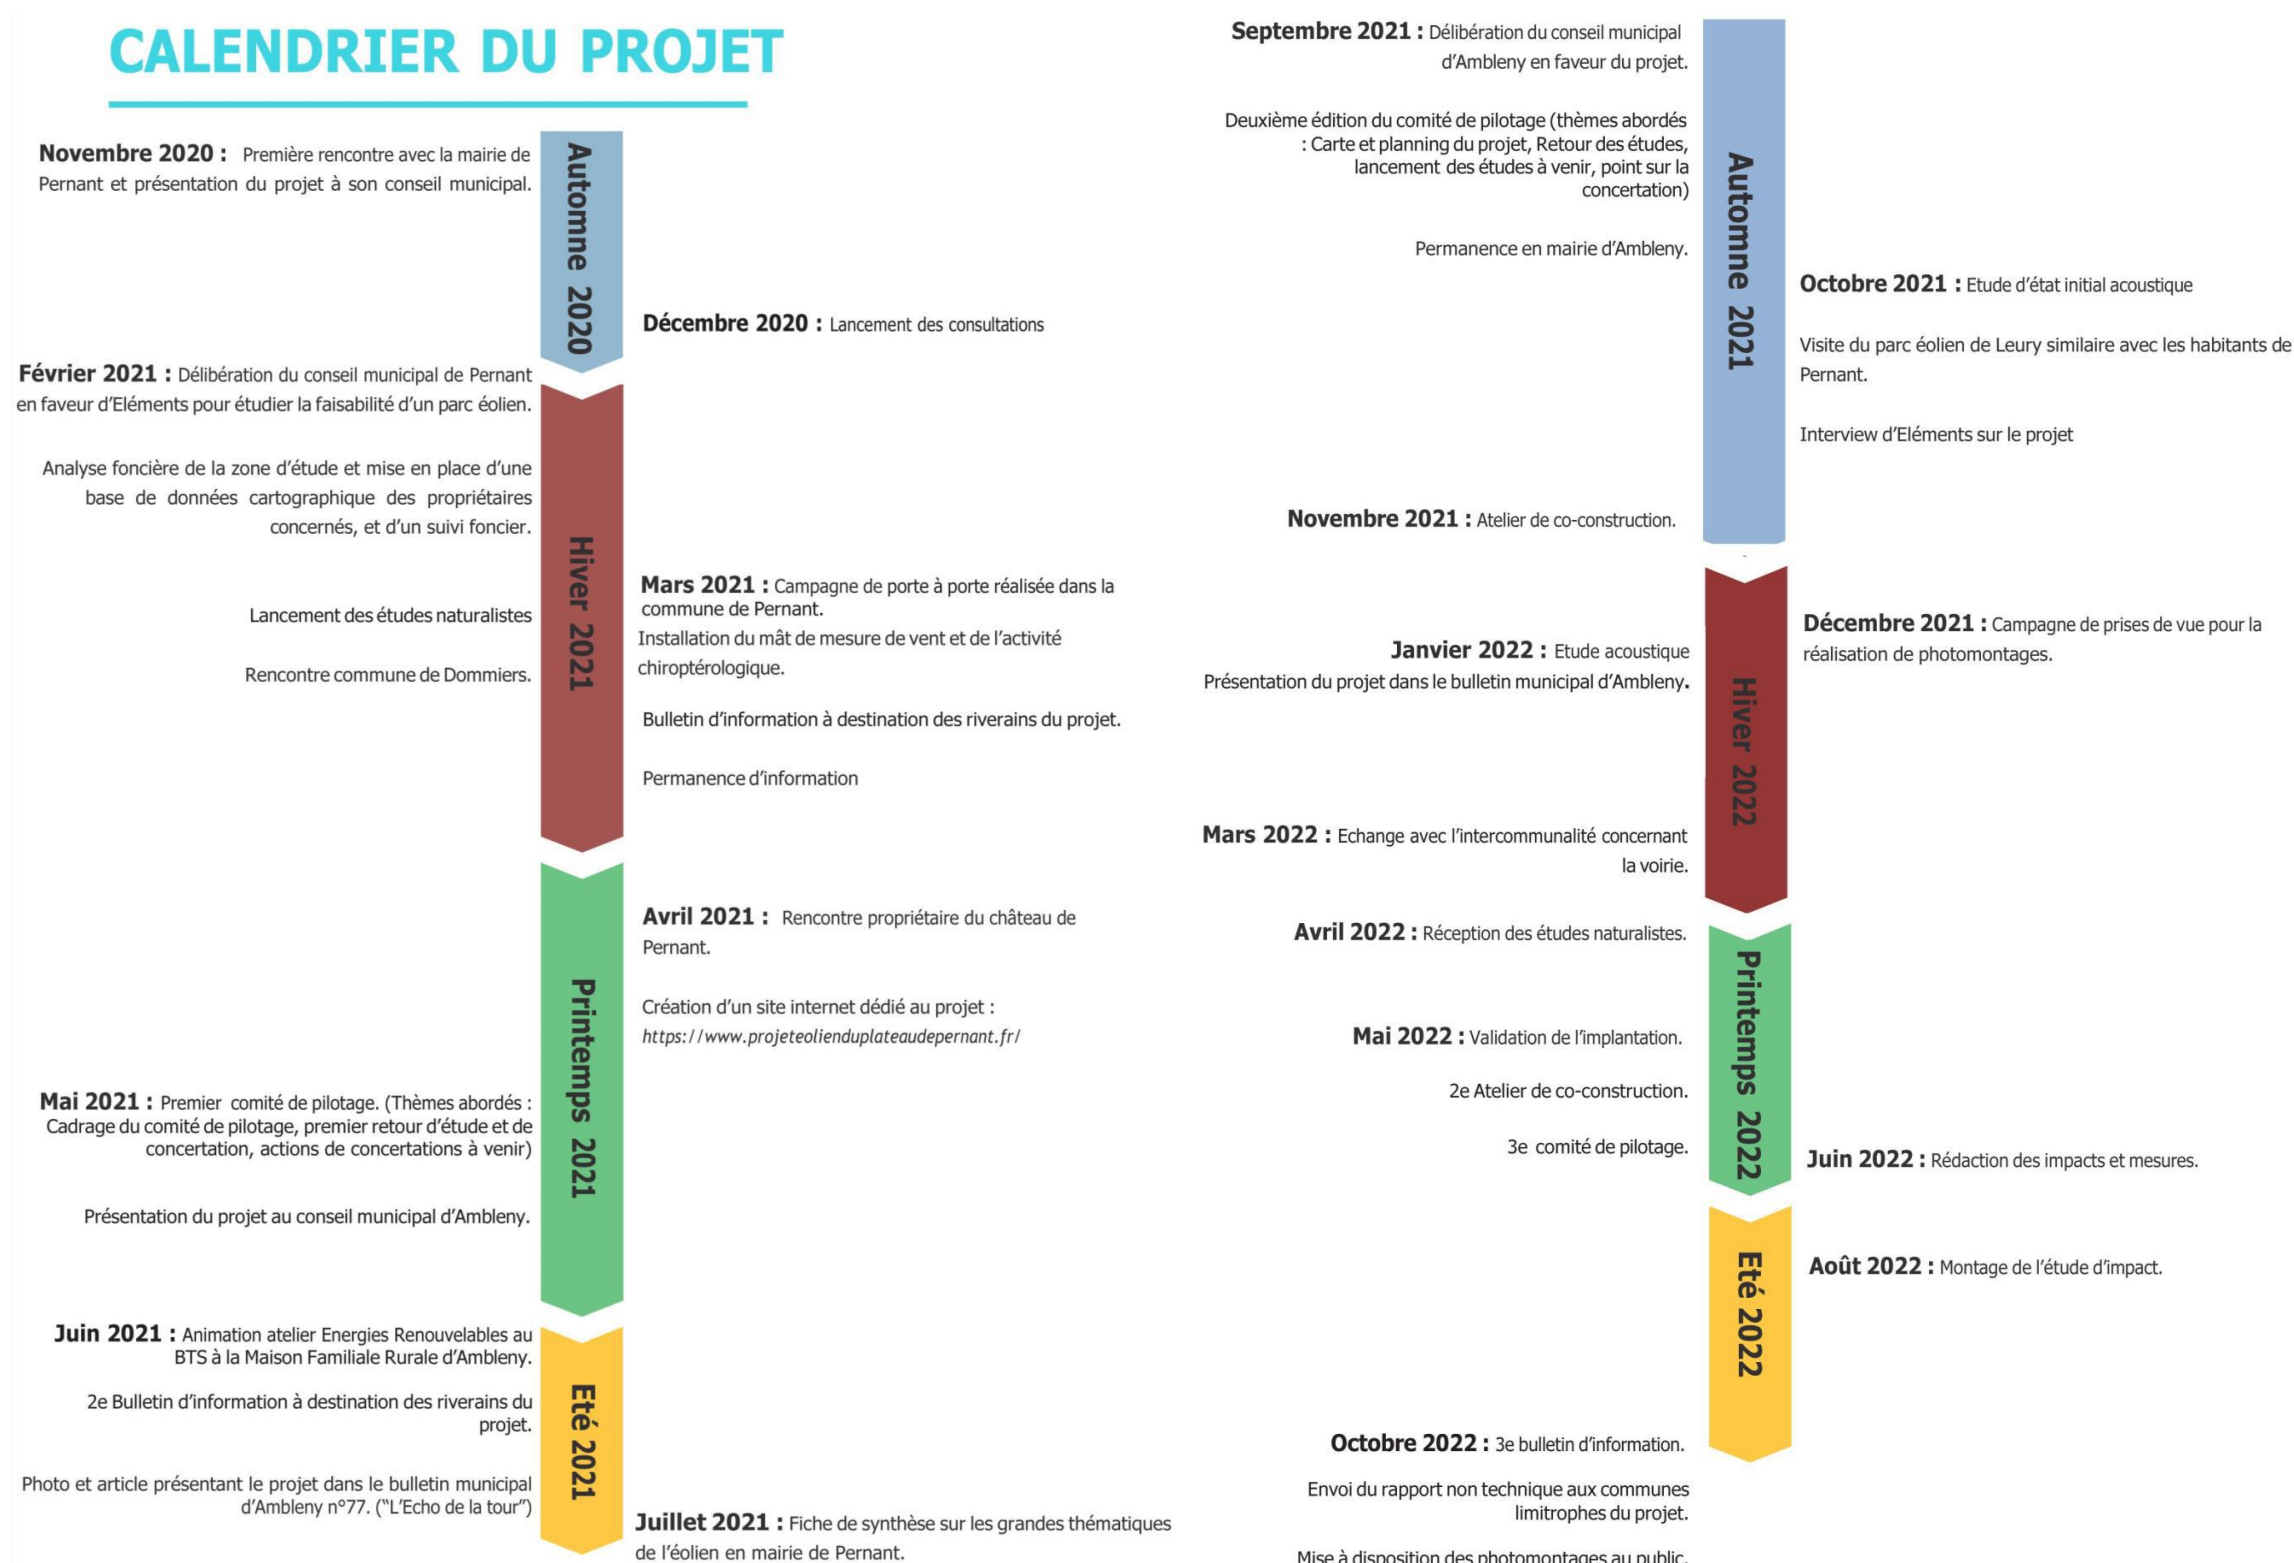 CALENDRIER DU PROJET
Automne 2020
Novembre 2020 : Première rencontre avec la mairie de
Pernant et présentation du projet à son conseil municipal.
Décembre 2020 : Lancement des consultations
Hiver 2021
Février 2021 : Délibération du conseil municipal de Pernant
en faveur d'Eléments pour étudier la faisabilité d'un parc éolien.
Analyse foncière de la zone d'étude et mise en place d'une
base de données cartographique des propriétaires
concernés, et d'un suivi foncier.
Lancement des études naturalistes
Rencontre commune de Dommiers.
Mars 2021 : Campagne de porte à porte réalisée dans la
commune de Pernant.
Installation du mât de mesure de vent et de l'activité
chiroptérologique.
Bulletin d'information à destination des riverains du projet.
Permanence d'information
Printemps 2021
Avril 2021 : Rencontre propriétaire du château de
Pernant.
Création d'un site internet dédié au projet :
https://www.projeteolienduplateaudepernant.fr/
Mai 2021 : Premier comité de pilotage. (Thèmes abordés :
Cadrage du comité de pilotage, premier retour d'étude et de
concertation, actions de concertations à venir)
Présentation du projet au conseil municipal d'Ambleny.
Eté 2021
Juin 2021 : Animation atelier Energies Renouvelables au
BTS à la Maison Familiale Rurale d'Ambleny.
2e Bulletin d'information à destination des riverains du
projet.
Photo et article présentant le projet dans le bulletin municipal
d'Ambleny n°77. ("L'Echo de la tour")
Juillet 2021 : Fiche de synthèse sur les grandes thématiques
de l'éolien en mairie de Pernant.
Automne 2021
Septembre 2021 : Délibération du conseil municipal
d'Ambleny en faveur du projet.
Deuxième édition du comité de pilotage (thèmes abordés
: Carte et planning du projet, Retour des études,
lancement des études à venir, point sur la
concertation)
Permanence en mairie d'Ambleny.
Octobre 2021 : Etude d'état initial acoustique
Visite du parc éolien de Leury similaire avec les habitants de
Pernant.
Interview d'Eléments sur le projet
Novembre 2021 : Atelier de co-construction.
Hiver 2022
Décembre 2021 : Campagne de prises de vue pour la
réalisation de photomontages.
Janvier 2022 : Etude acoustique
Présentation du projet dans le bulletin municipal d'Ambleny.
Mars 2022 : Echange avec l'intercommunalité concernant
la voirie.
Printemps 2022
Avril 2022 : Réception des études naturalistes.
Mai 2022 : Validation de l'implantation.
2e Atelier de co-construction.
3e comité de pilotage.
Juin 2022 : Rédaction des impacts et mesures.
Eté 2022
Août 2022 : Montage de l'étude d'impact.
Octobre 2022 : 3e bulletin d'information.
Envoi du rapport non technique aux communes
limitrophes du projet.
Mise à disposition des photomontages au public.